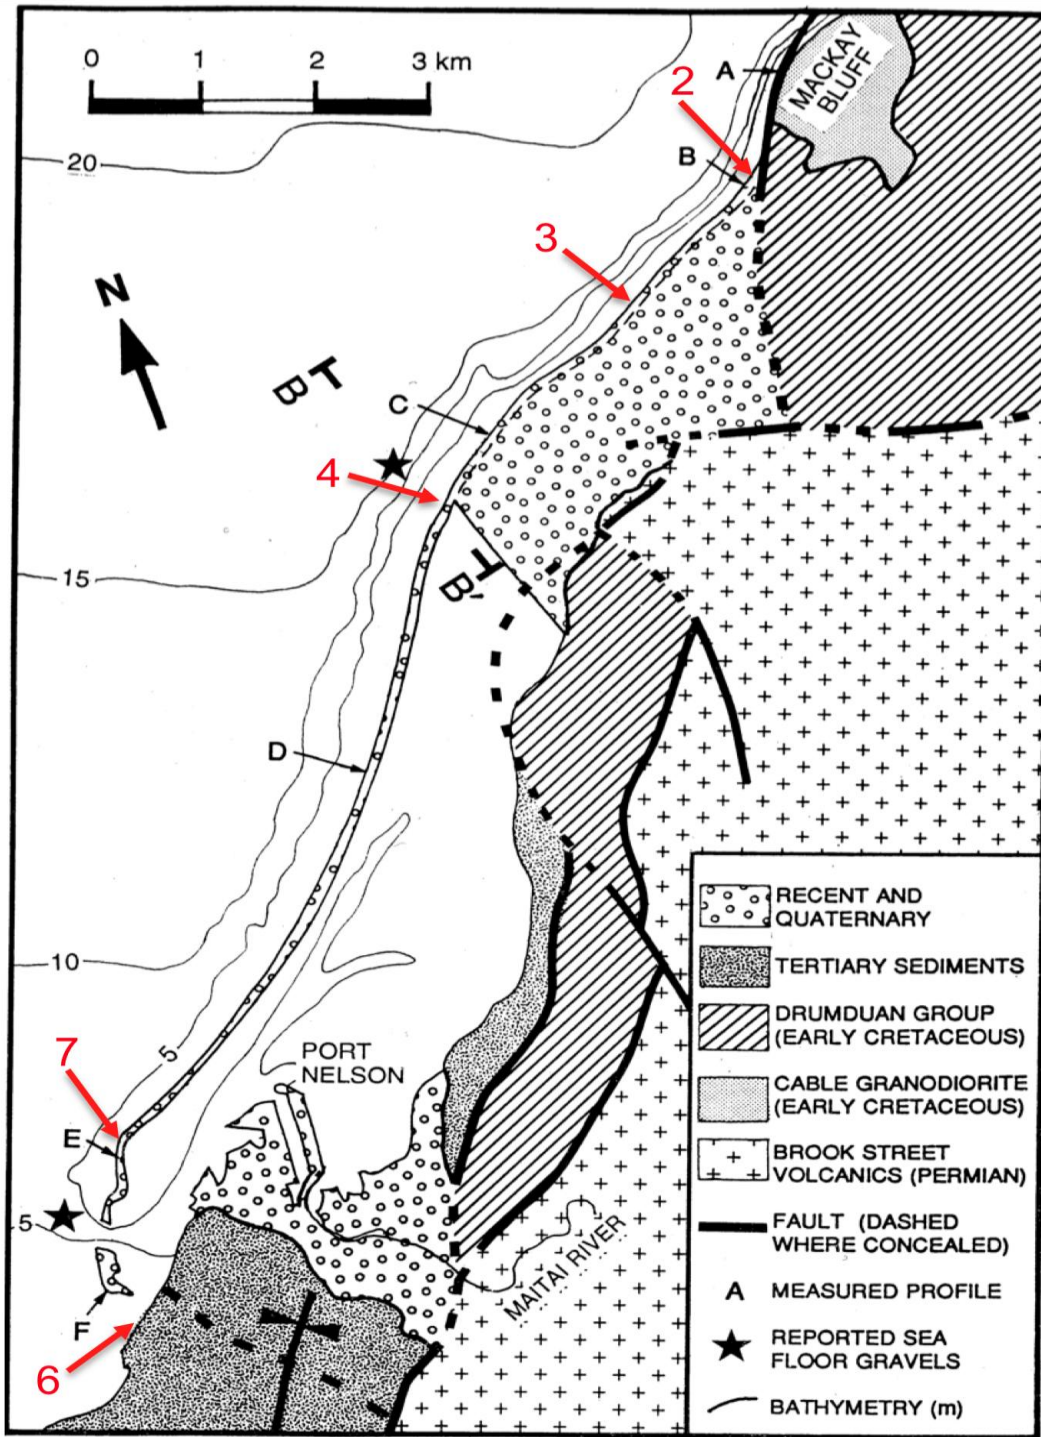 0 1 2 3 km
A
MACKAY
BLUFF
2
B
20
3
N
B
C
4
B'
15
D
10
5
PORT
NELSON
7
E
5
MAITAI RIVER
F
6
RECENT AND
QUATERNARY
TERTIARY SEDIMENTS
DRUMDUAN GROUP
(EARLY CRETACEOUS)
CABLE GRANODIORITE
(EARLY CRETACEOUS)
BROOK STREET
VOLCANICS (PERMIAN)
FAULT (DASHED
WHERE CONCEALED)
A MEASURED PROFILE
REPORTED SEA
FLOOR GRAVELS
BATHYMETRY (m)